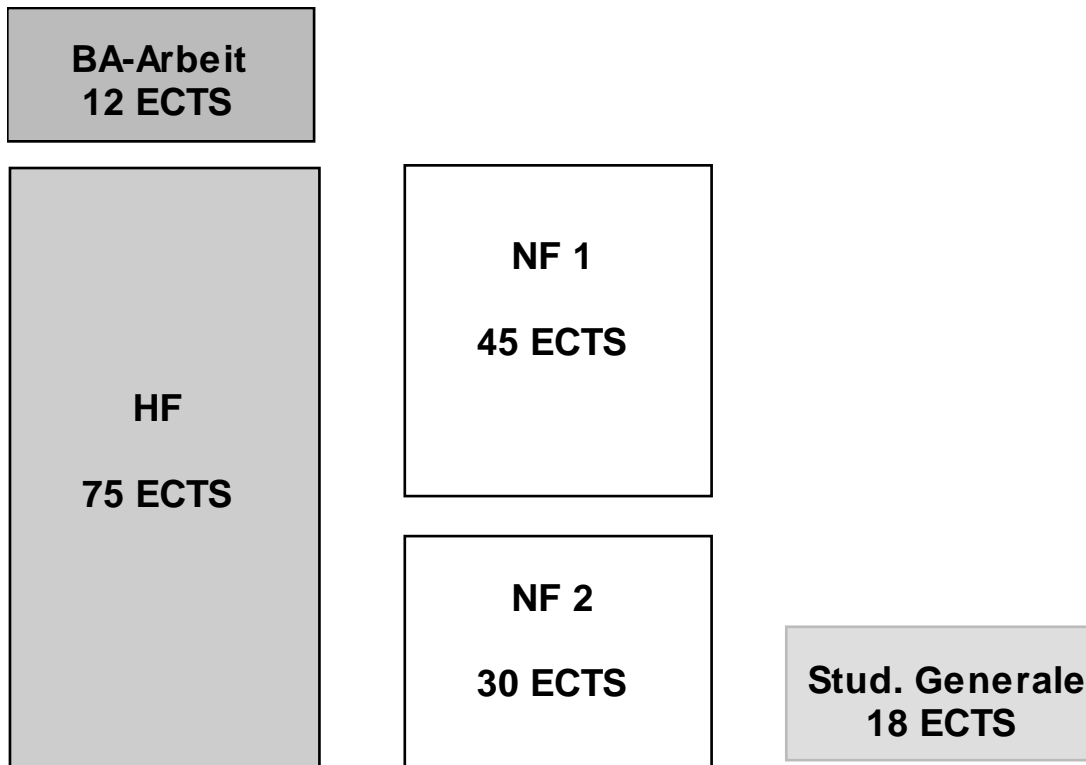 BA-Arbeit
12 ECTS
HF
75 ECTS
NF 1
45 ECTS
NF 2
30 ECTS
Stud. Generale
18 ECTS